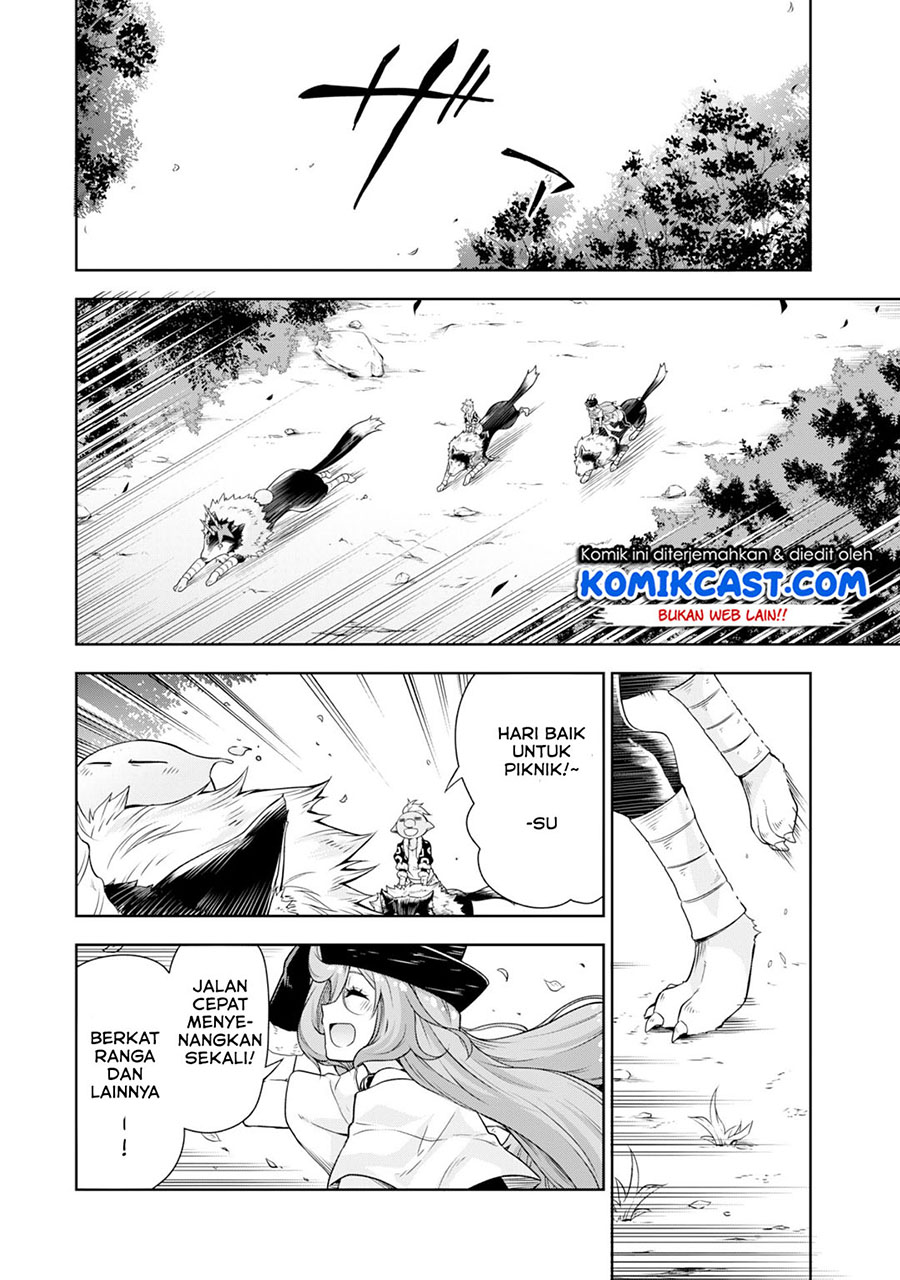 ザザッ
Komik ini diterjemahkan & diedit oleh
KOMIKCAST.COM
BUKAN WEB LAIN!!
HARI BAIK
UNTUK
PIKNIK!~
-SU
JALAN
CEPAT
MENYE-
NANGKAN
SEKALI!
BERKAT
RANGA
DAN
LAINNYA
~
!